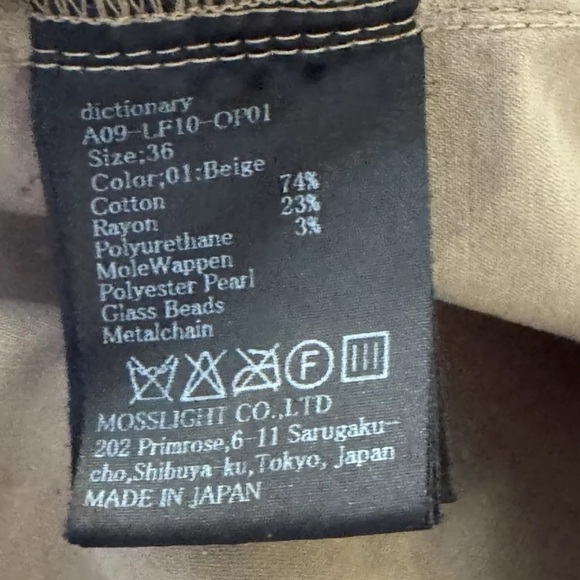 dictionary
A09-LF10-OP01
Size;36
Color;01:Beige
Cotton 74%
Rayon 23%
Polyurethane 3%
MoleWappen
Polyester Pearl
Glass Beads
Metalchain
F
MOSSLIGHT CO.,LTD
202 Primrose,6-11 Sarugaku-
cho,Shibuya-ku,Tokyo, Japan
MADE IN JAPAN